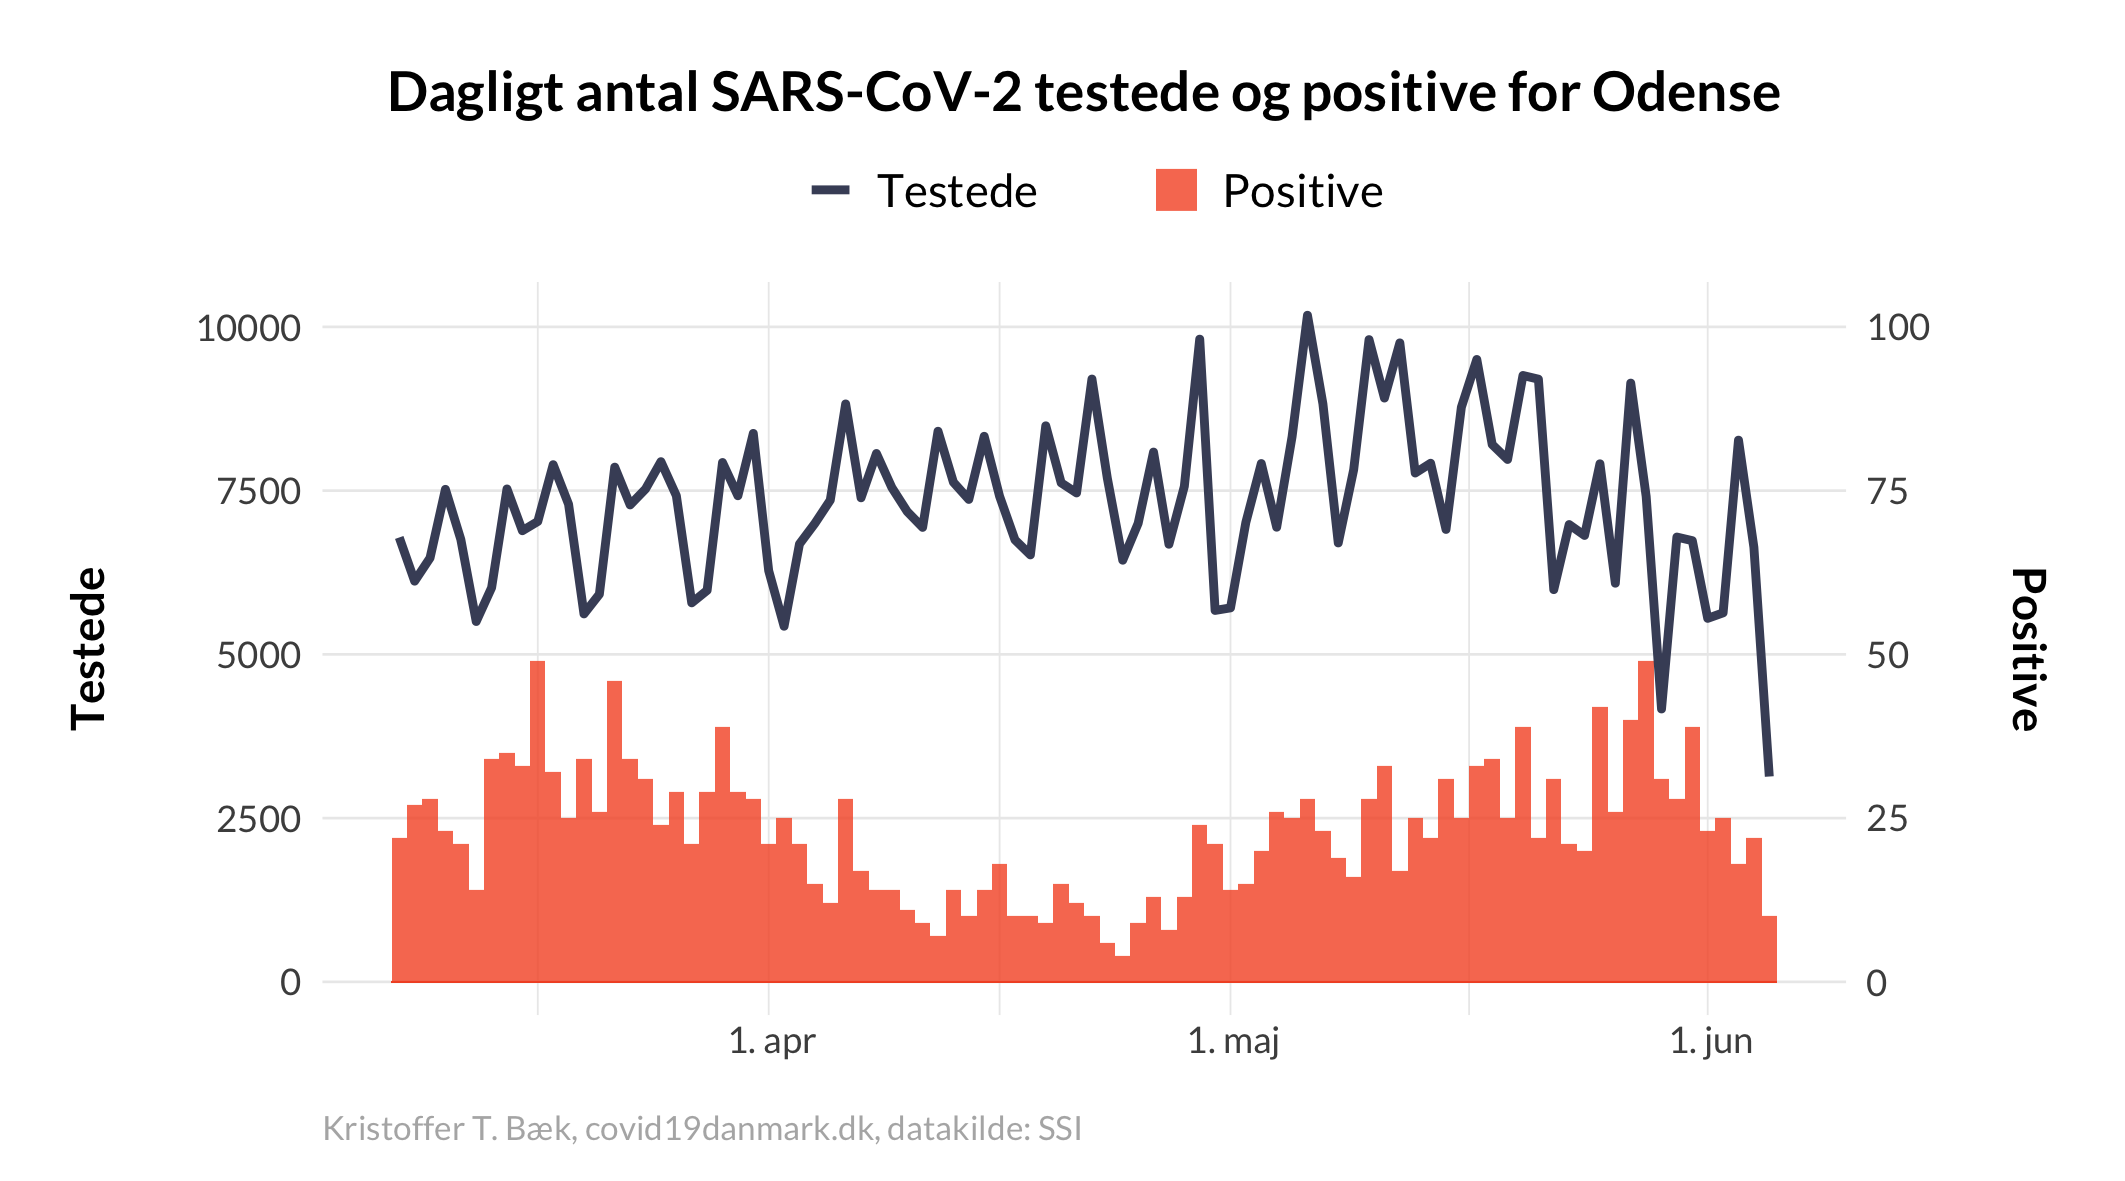 Dagligt antal SARS-CoV-2 testede og positive for Odense
Testede
Positive
10000
7500
5000
2500
0
Testede
100
75
50
25
0
Positive
1. apr
1. maj
1. jun
Kristoffer T. Bæk, covid19danmark.dk, datakilde: SSI